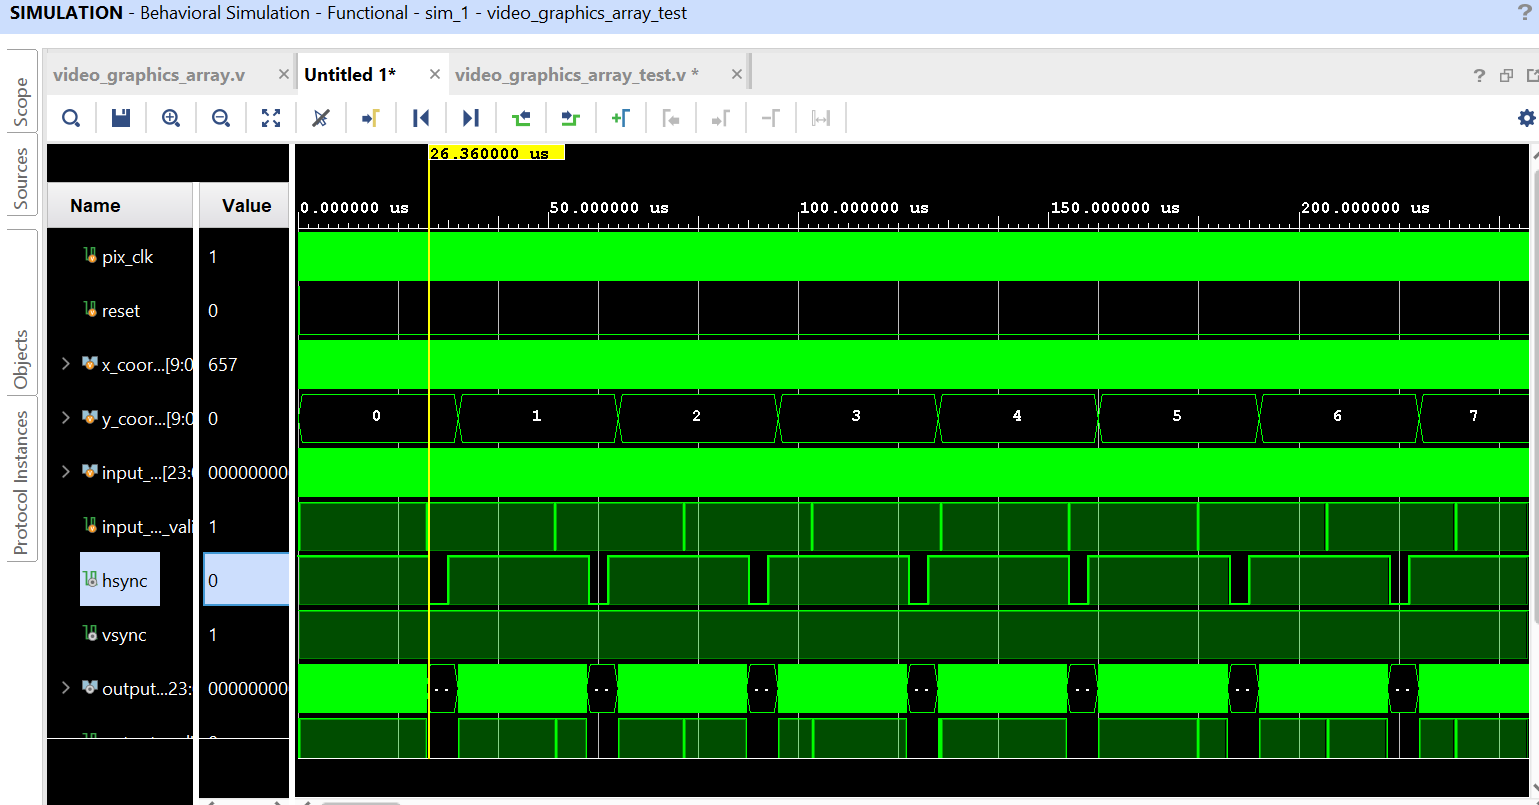 SIMULATION - Behavioral Simulation - Functional - sim_1 - video_graphics_array_test ?
Scope
Sources
Objects
Protocol Instances
video_graphics_array.v × Untitled 1* × video_graphics_array_test.v * ×
?
26.360000 us
Name Value
0.000000 us 50.000000 us 100.000000 us 150.000000 us 200.000000 us
pix_clk 1
reset 0
x_coor...[9:0 657
y_coor...[9:0 0 0 1 2 3 4 5 6 7
input_...[23:0 00000000
input_..._vali 1
hsync 0
vsync 1
output...23: 00000000 -- -- -- -- -- -- --